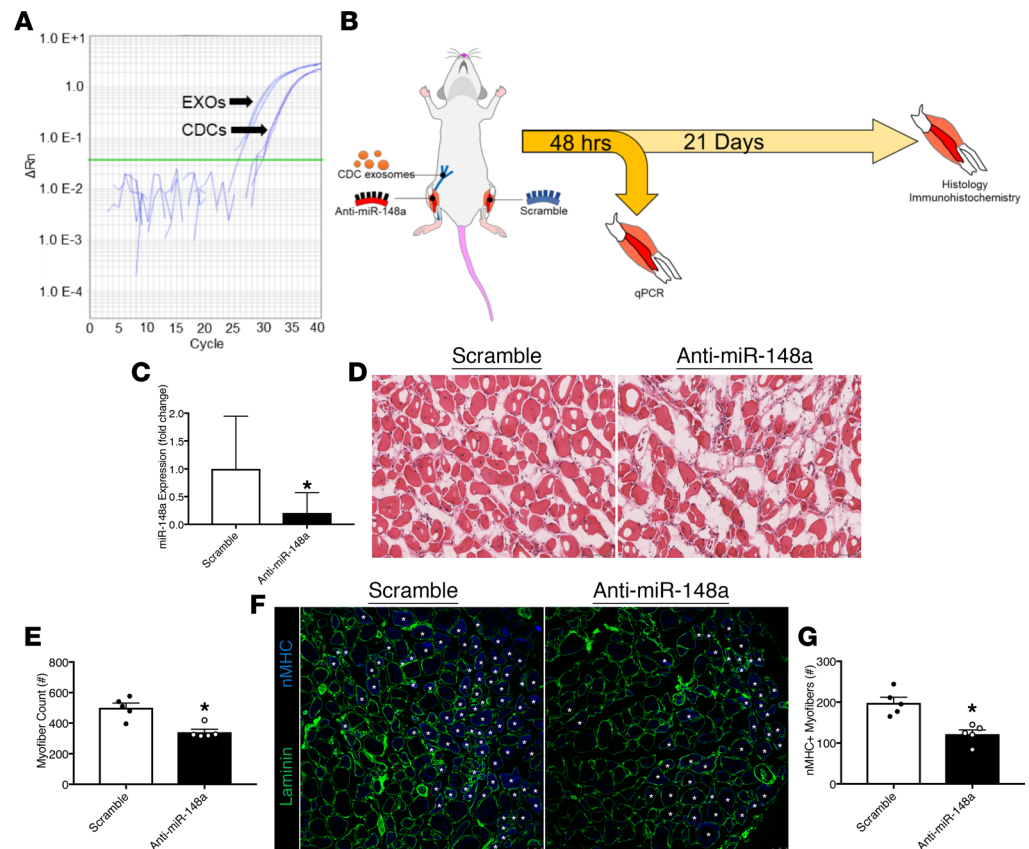 A
1.0 E+1
1.0
1.0 E-1
1.0 E-2
1.0 E-3
1.0 E-4
ΔRn
EXOs
CDCs
0 5 10 15 20 25 30 35 40
Cycle
B
CDC exosomes
Anti-miR-148a
Scramble
48 hrs
21 Days
qPCR
Histology
Immunohistochemistry
C
miR-148a Expression (fold change)
2.0
1.5
1.0
0.5
0.0
*
Scramble
Anti-miR-148a
D
Scramble
Anti-miR-148a
E
Myofiber Count (#)
800
600
400
200
0
*
Scramble
Anti-miR-148a
F
Scramble
Anti-miR-148a
Laminin
nMHC
G
nMHC+ Myofibers (#)
300
200
100
0
*
Scramble
Anti-miR-148a